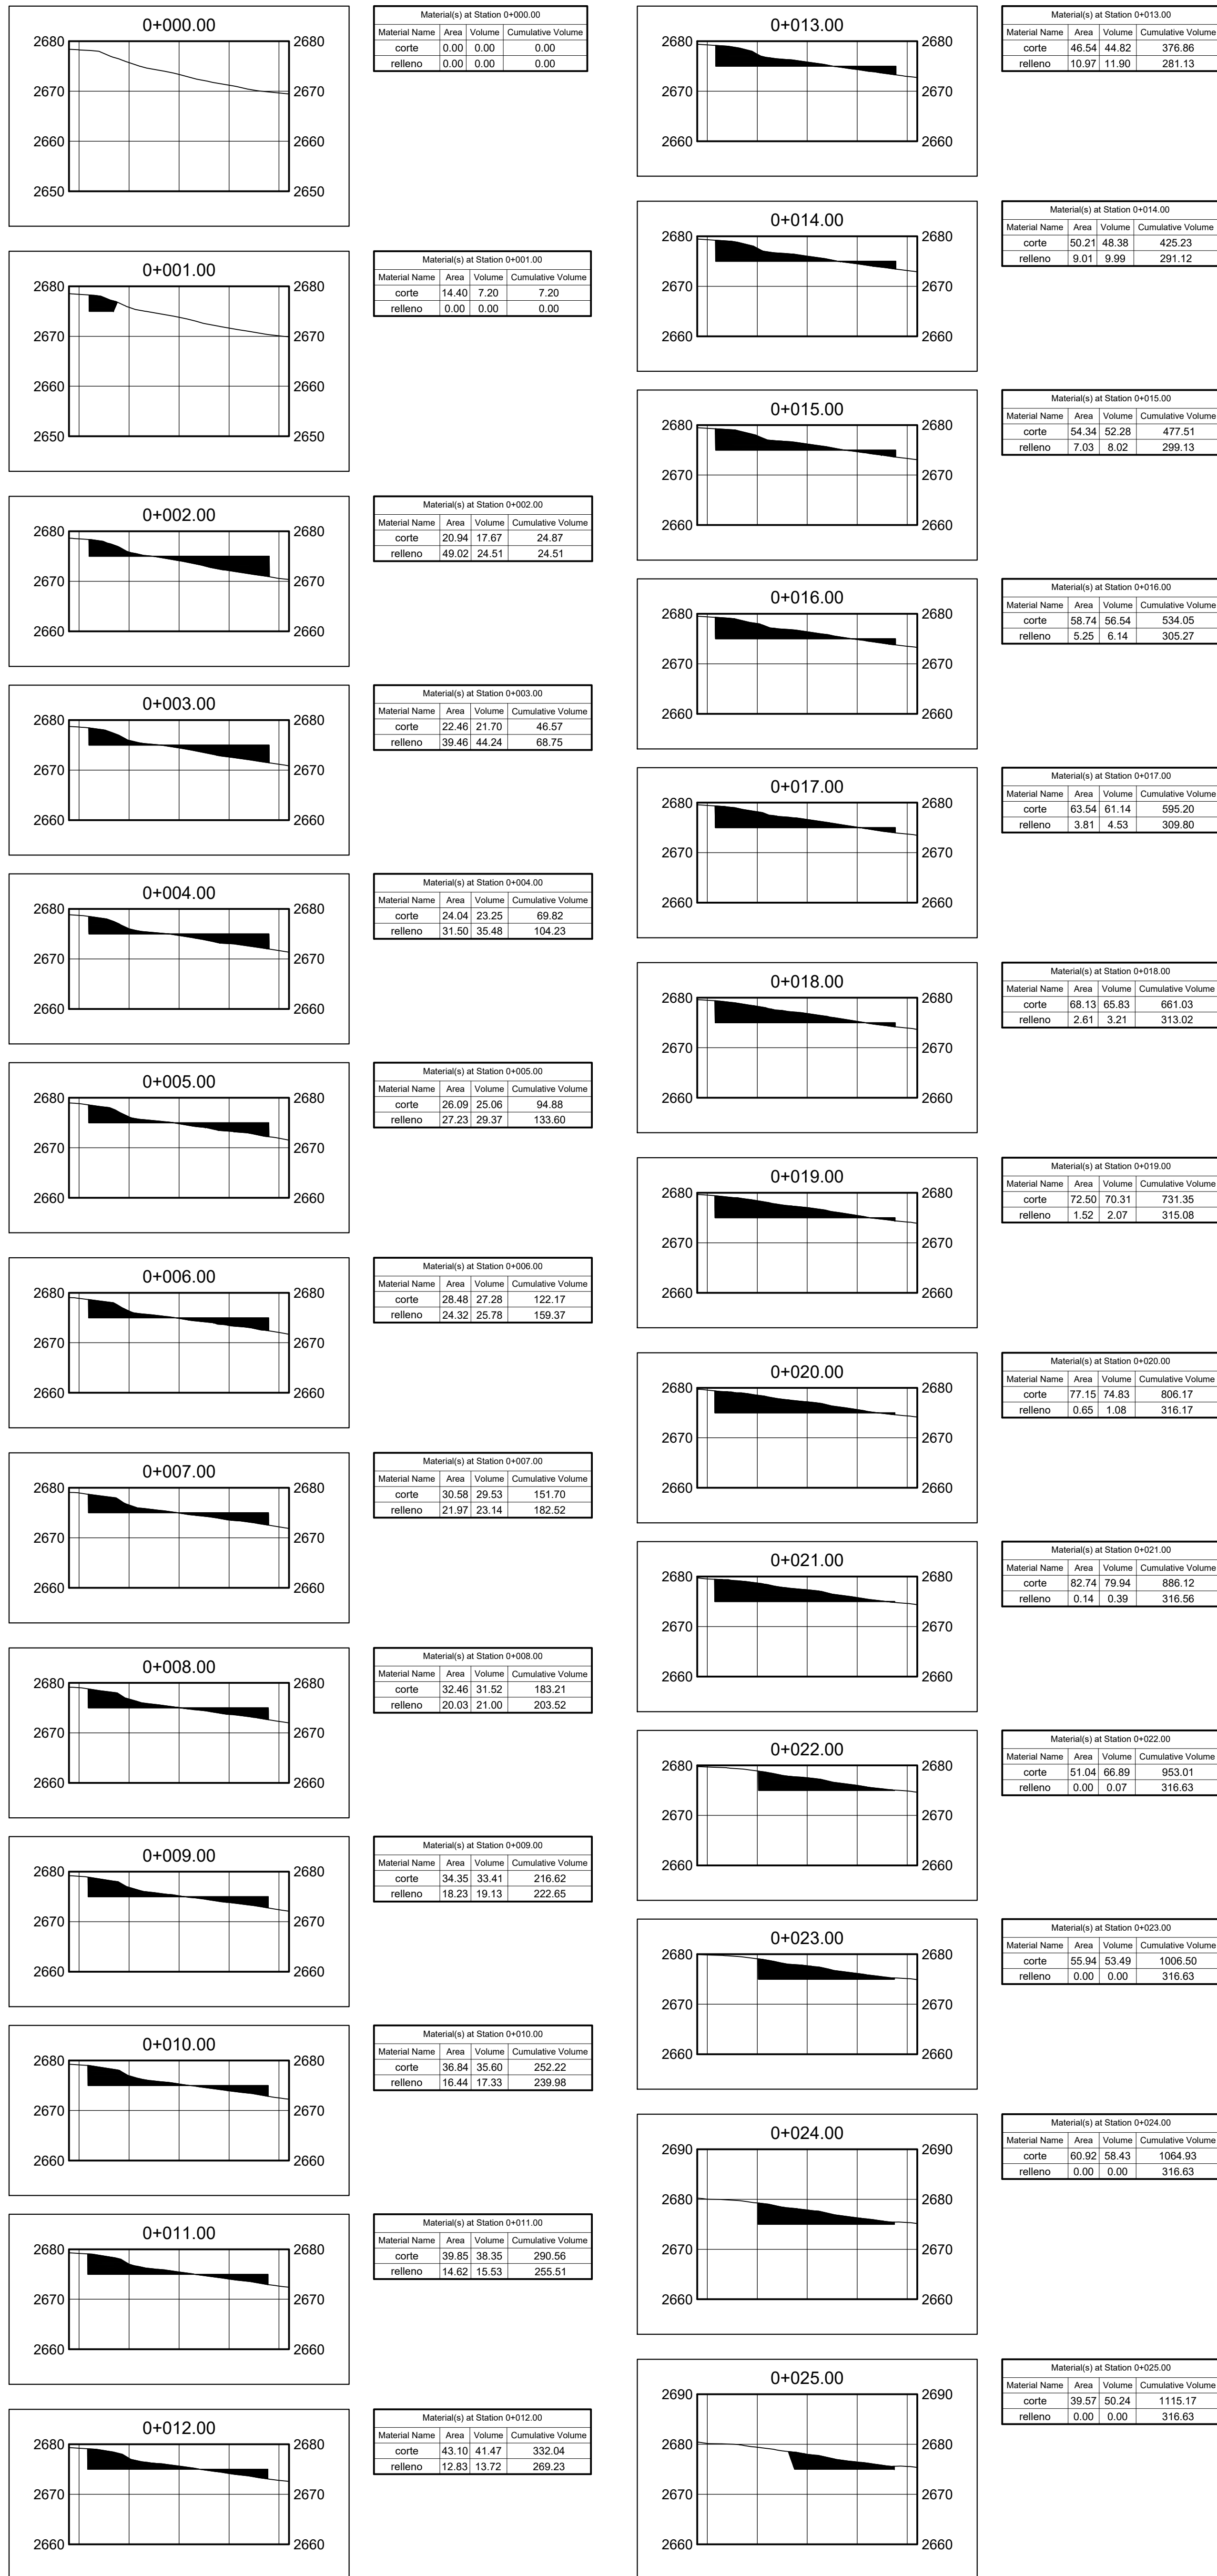 0+000.00
2680 2680
2670 2670
2660 2660
2650 2650
Material(s) at Station 0+000.00
Material Name Area Volume Cumulative Volume
corte 0.00 0.00 0.00
relleno 0.00 0.00 0.00
0+001.00
2680 2680
2670 2670
2660 2660
2650 2650
Material(s) at Station 0+001.00
Material Name Area Volume Cumulative Volume
corte 14.40 7.20 7.20
relleno 0.00 0.00 0.00
0+002.00
2680 2680
2670 2670
2660 2660
Material(s) at Station 0+002.00
Material Name Area Volume Cumulative Volume
corte 20.94 17.67 24.87
relleno 49.02 24.51 24.51
0+003.00
2680 2680
2670 2670
2660 2660
Material(s) at Station 0+003.00
Material Name Area Volume Cumulative Volume
corte 22.46 21.70 46.57
relleno 39.46 44.24 68.75
0+004.00
2680 2680
2670 2670
2660 2660
Material(s) at Station 0+004.00
Material Name Area Volume Cumulative Volume
corte 24.04 23.25 69.82
relleno 31.50 35.48 104.23
0+005.00
2680 2680
2670 2670
2660 2660
Material(s) at Station 0+005.00
Material Name Area Volume Cumulative Volume
corte 26.09 25.06 94.88
relleno 27.23 29.37 133.60
0+006.00
2680 2680
2670 2670
2660 2660
Material(s) at Station 0+006.00
Material Name Area Volume Cumulative Volume
corte 28.48 27.28 122.17
relleno 24.32 25.78 159.37
0+007.00
2680 2680
2670 2670
2660 2660
Material(s) at Station 0+007.00
Material Name Area Volume Cumulative Volume
corte 30.58 29.53 151.70
relleno 21.97 23.14 182.52
0+008.00
2680 2680
2670 2670
2660 2660
Material(s) at Station 0+008.00
Material Name Area Volume Cumulative Volume
corte 32.46 31.52 183.21
relleno 20.03 21.00 203.52
0+009.00
2680 2680
2670 2670
2660 2660
Material(s) at Station 0+009.00
Material Name Area Volume Cumulative Volume
corte 34.35 33.41 216.62
relleno 18.23 19.13 222.65
0+010.00
2680 2680
2670 2670
2660 2660
Material(s) at Station 0+010.00
Material Name Area Volume Cumulative Volume
corte 36.84 35.60 252.22
relleno 16.44 17.33 239.98
0+011.00
2680 2680
2670 2670
2660 2660
Material(s) at Station 0+011.00
Material Name Area Volume Cumulative Volume
corte 39.85 38.35 290.56
relleno 14.62 15.53 255.51
0+012.00
2680 2680
2670 2670
2660 2660
Material(s) at Station 0+012.00
Material Name Area Volume Cumulative Volume
corte 43.10 41.47 332.04
relleno 12.83 13.72 269.23
0+013.00
2680 2680
2670 2670
2660 2660
Material(s) at Station 0+013.00
Material Name Area Volume Cumulative Volume
corte 46.54 44.82 376.86
relleno 10.97 11.90 281.13
0+014.00
2680 2680
2670 2670
2660 2660
Material(s) at Station 0+014.00
Material Name Area Volume Cumulative Volume
corte 50.21 48.38 425.23
relleno 9.01 9.99 291.12
0+015.00
2680 2680
2670 2670
2660 2660
Material(s) at Station 0+015.00
Material Name Area Volume Cumulative Volume
corte 54.34 52.28 477.51
relleno 7.03 8.02 299.13
0+016.00
2680 2680
2670 2670
2660 2660
Material(s) at Station 0+016.00
Material Name Area Volume Cumulative Volume
corte 58.74 56.54 534.05
relleno 5.25 6.14 305.27
0+017.00
2680 2680
2670 2670
2660 2660
Material(s) at Station 0+017.00
Material Name Area Volume Cumulative Volume
corte 63.54 61.14 595.20
relleno 3.81 4.53 309.80
0+018.00
2680 2680
2670 2670
2660 2660
Material(s) at Station 0+018.00
Material Name Area Volume Cumulative Volume
corte 68.13 65.83 661.03
relleno 2.61 3.21 313.02
0+019.00
2680 2680
2670 2670
2660 2660
Material(s) at Station 0+019.00
Material Name Area Volume Cumulative Volume
corte 72.50 70.31 731.35
relleno 1.52 2.07 315.08
0+020.00
2680 2680
2670 2670
2660 2660
Material(s) at Station 0+020.00
Material Name Area Volume Cumulative Volume
corte 77.15 74.83 806.17
relleno 0.65 1.08 316.17
0+021.00
2680 2680
2670 2670
2660 2660
Material(s) at Station 0+021.00
Material Name Area Volume Cumulative Volume
corte 82.74 79.94 886.12
relleno 0.14 0.39 316.56
0+022.00
2680 2680
2670 2670
2660 2660
Material(s) at Station 0+022.00
Material Name Area Volume Cumulative Volume
corte 51.04 66.89 953.01
relleno 0.00 0.07 316.63
0+023.00
2680 2680
2670 2670
2660 2660
Material(s) at Station 0+023.00
Material Name Area Volume Cumulative Volume
corte 55.94 53.49 1006.50
relleno 0.00 0.00 316.63
0+024.00
2690 2690
2680 2680
2670 2670
2660 2660
Material(s) at Station 0+024.00
Material Name Area Volume Cumulative Volume
corte 60.92 58.43 1064.93
relleno 0.00 0.00 316.63
0+025.00
2690 2690
2680 2680
2670 2670
2660 2660
Material(s) at Station 0+025.00
Material Name Area Volume Cumulative Volume
corte 39.57 50.24 1115.17
relleno 0.00 0.00 316.63